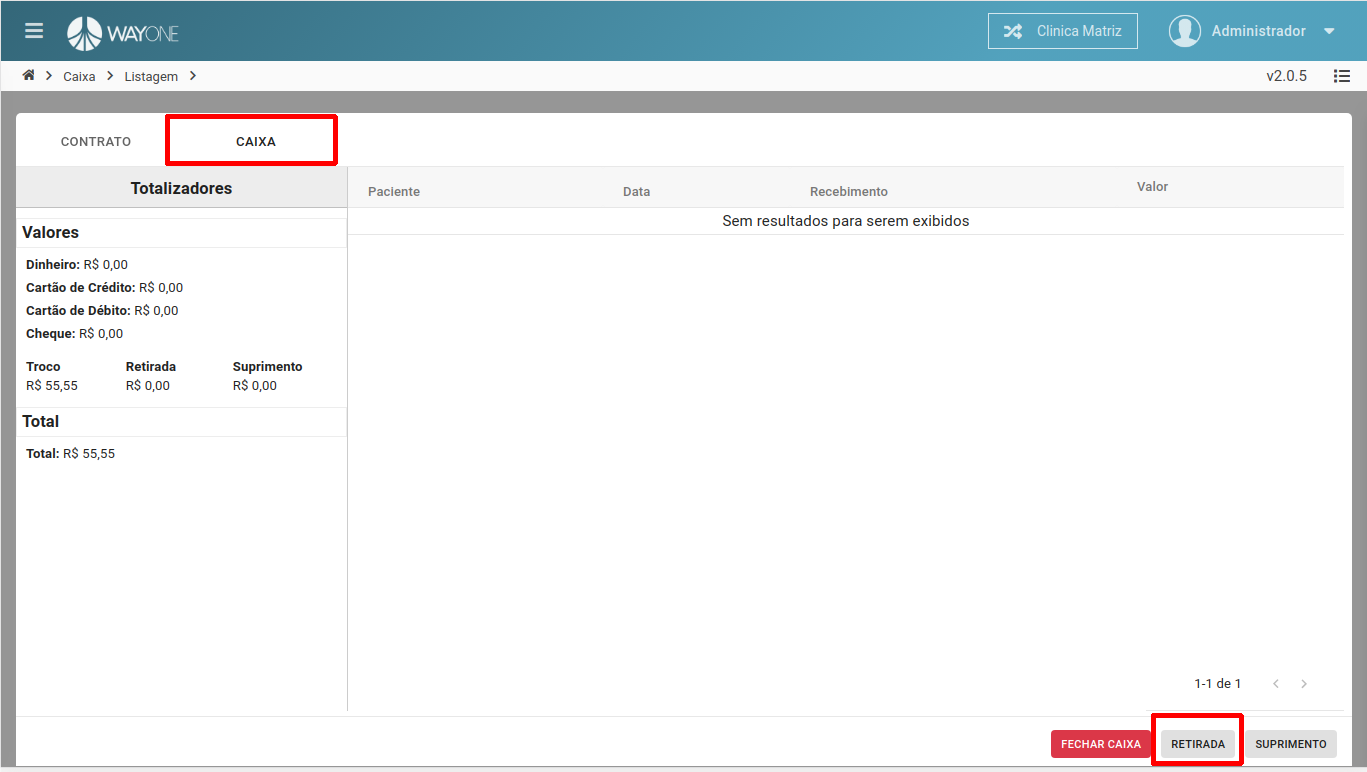 WAYONE
Clinica Matriz
Administrador
Caixa
Listagem
v2.0.5
CONTRATO
CAIXA
Totalizadores
Paciente
Data
Recebimento
Valor
Sem resultados para serem exibidos
Valores
Dinheiro: R$ 0,00
Cartão de Crédito: R$ 0,00
Cartão de Débito: R$ 0,00
Cheque: R$ 0,00
Troco
Retirada
Suprimento
R$ 55,55
R$ 0,00
R$ 0,00
Total
Total: R$ 55,55
1-1 de 1
FECHAR CAIXA
RETIRADA
SUPRIMENTO